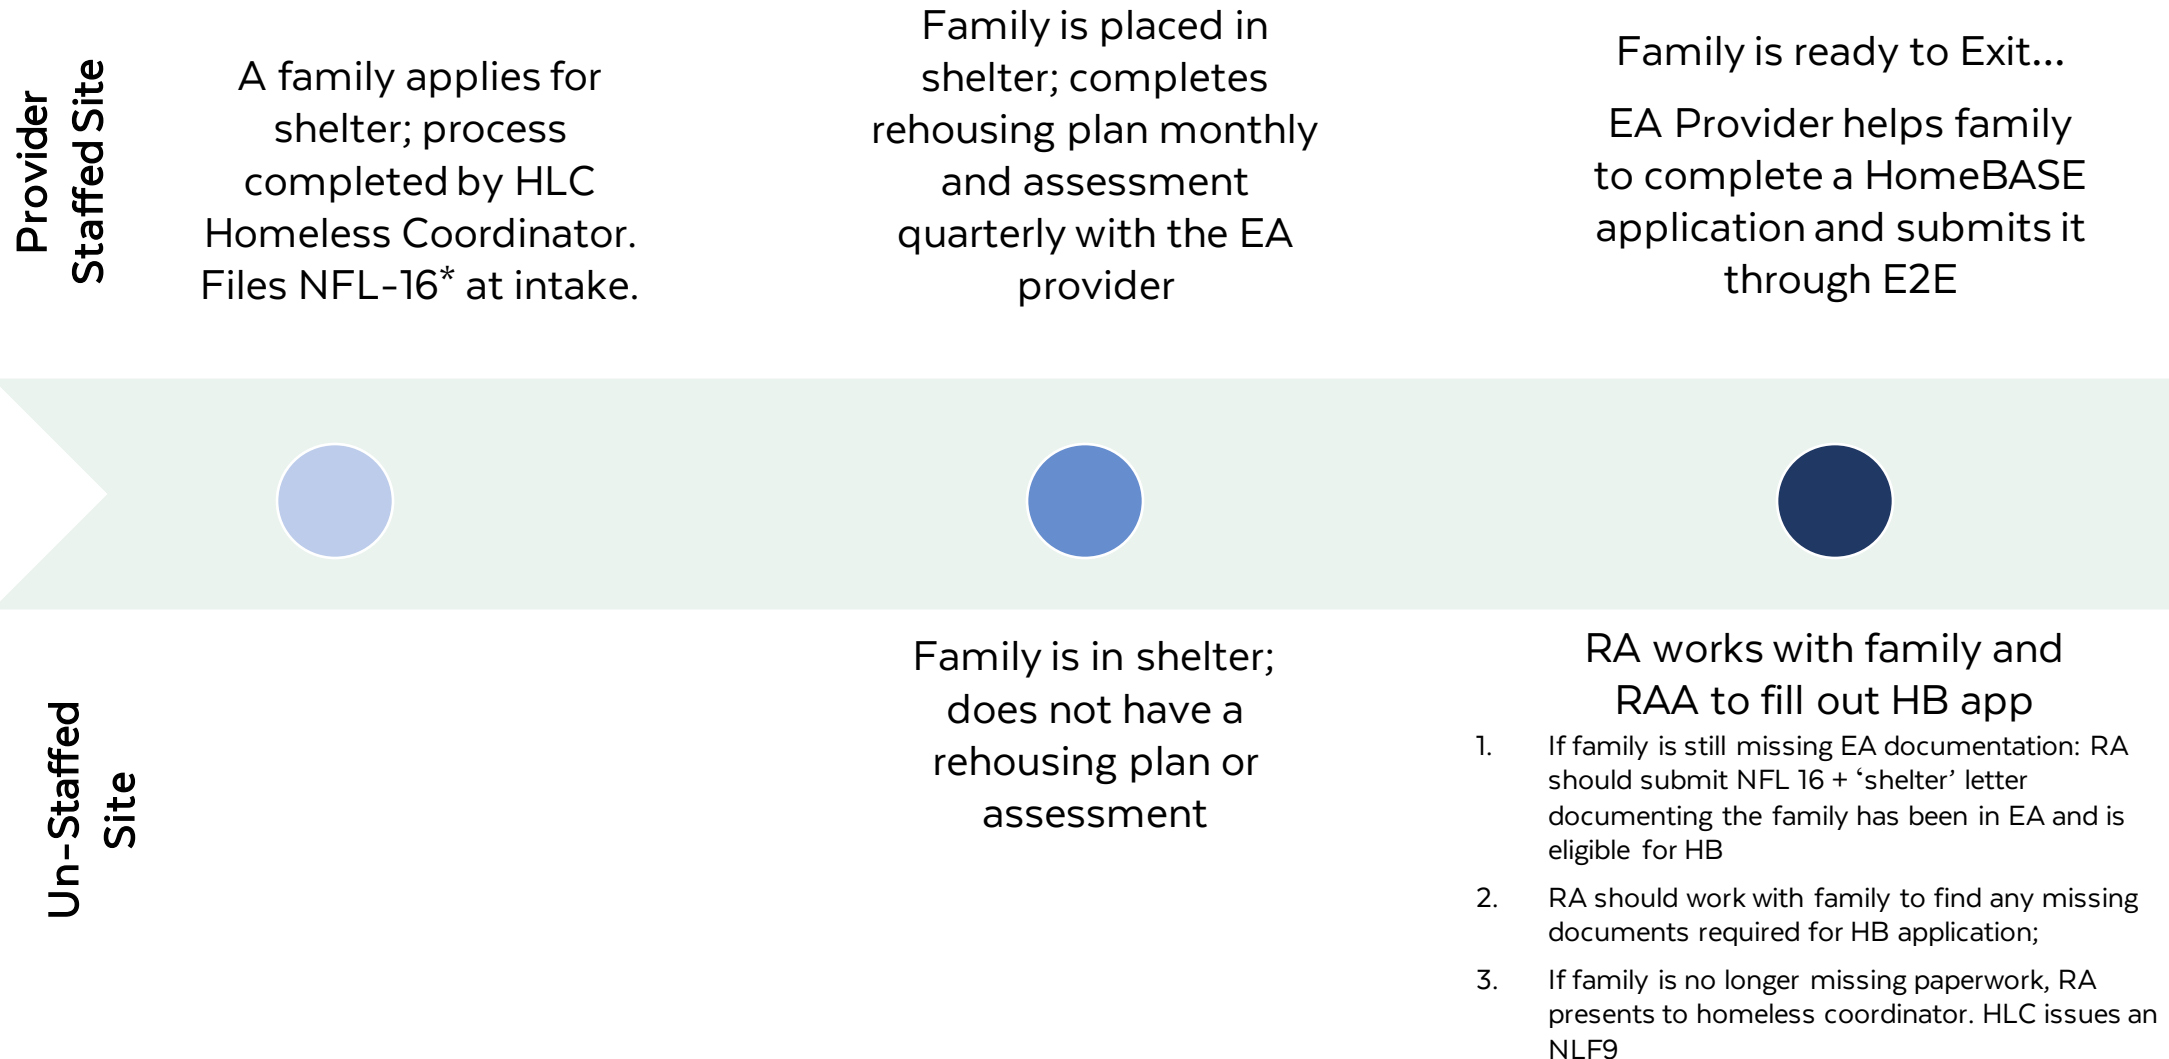 Provider
Staffed Site
A family applies for
shelter; process
completed by HLC
Homeless Coordinator.
Files NFL-16* at intake.
Family is placed in
shelter; completes
rehousing plan monthly
and assessment
quarterly with the EA
provider
Family is ready to Exit...
EA Provider helps family
to complete a HomeBASE
application and submits it
through E2E
Un-Staffed
Site
Family is in shelter;
does not have a
rehousing plan or
assessment
RA works with family and
RAA to fill out HB app
1. If family is still missing EA documentation: RA
should submit NFL 16 + ‘shelter’ letter
documenting the family has been in EA and is
eligible for HB
2. RA should work with family to find any missing
documents required for HB application;
3. If family is no longer missing paperwork, RA
presents to homeless coordinator. HLC issues an
NLF9